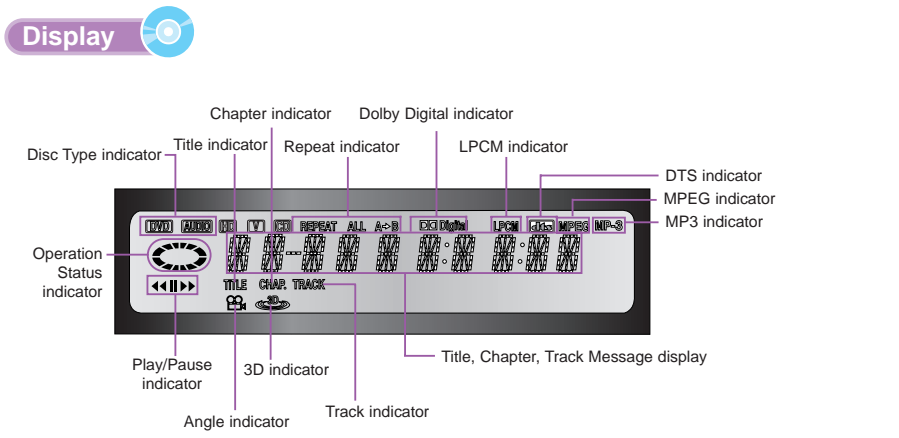 Display
Chapter indicator
Dolby Digital indicator
Title indicator
Repeat indicator
LPCM indicator
Disc Type indicator
DTS indicator
MPEG indicator
MP3 indicator
DVD AUDIO HD V CD REPEAT ALL A→B Digital LPCM dts MPEG MP-3
Operation
Status
indicator
TITLE CHAP. TRACK
3D
Play/Pause
indicator
3D indicator
Title, Chapter, Track Message display
Angle indicator
Track indicator